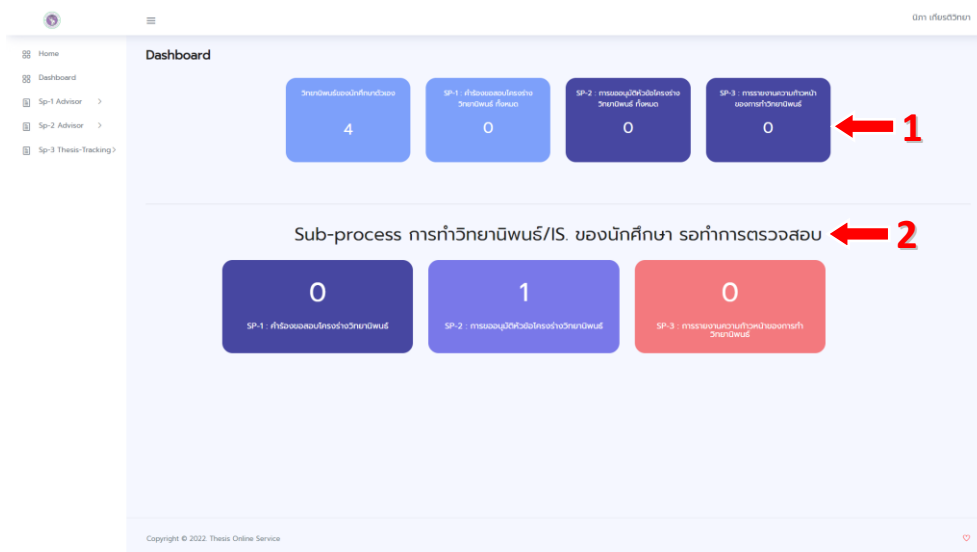 นิภา เกียรติวิทยา
Home
Dashboard
Sp-1 Advisor
Sp-2 Advisor
Sp-3 Thesis-Tracking
Dashboard
วิทยานิพนธ์ของนักศึกษาตัวเอง
4
SP-1 : คำร้องขอสอบโครงร่าง
วิทยานิพนธ์ ทั้งหมด
0
SP-2 : การขออนุมัติหัวข้อโครงร่าง
วิทยานิพนธ์ ทั้งหมด
0
SP-3 : การรายงานความก้าวหน้า
ของการทำวิทยานิพนธ์
0
1
Sub-process การทำวิทยานิพนธ์/IS. ของนักศึกษา รอทำการตรวจสอบ
2
0
SP-1 : คำร้องขอสอบโครงร่างวิทยานิพนธ์
1
SP-2 : การขออนุมัติหัวข้อโครงร่างวิทยานิพนธ์
0
SP-3 : การรายงานความก้าวหน้าของการทำ
วิทยานิพนธ์
Copyright © 2022. Thesis Online Service